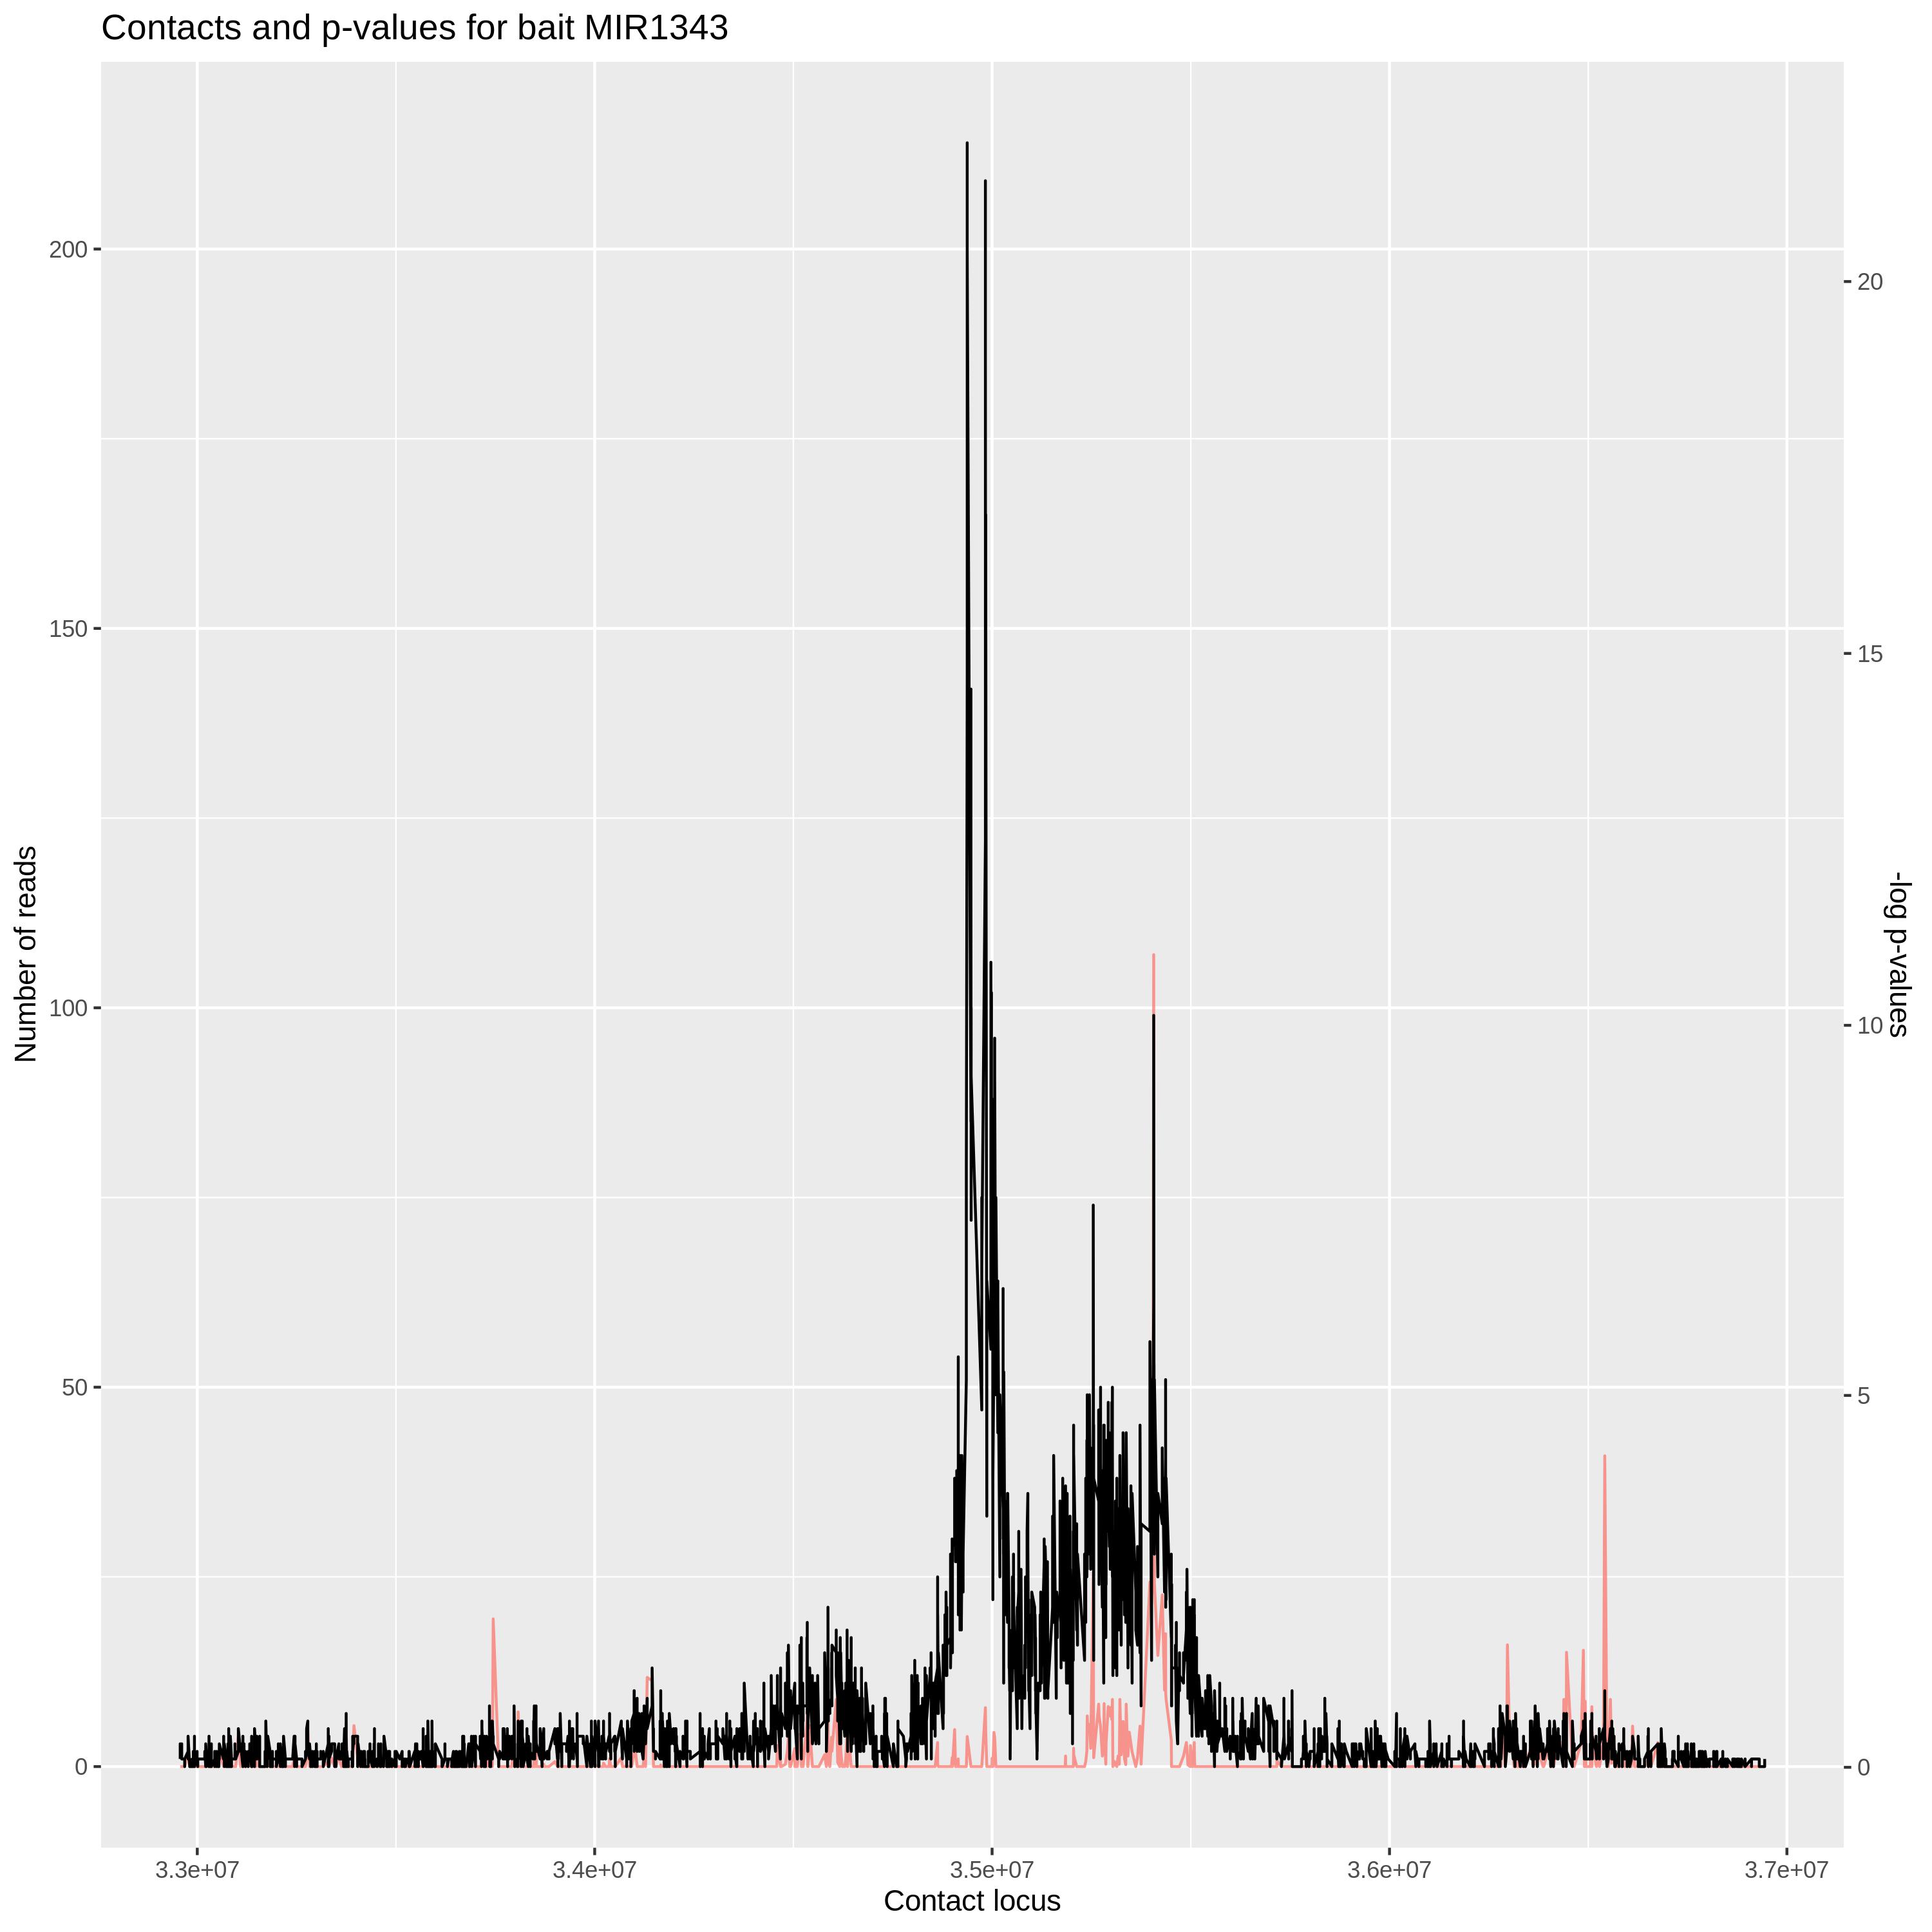 Contacts and p-values for bait MIR1343
Number of reads
200
150
100
50
0
20
15
10
5
0
-log p-values
3.3e+07
3.4e+07
3.5e+07
3.6e+07
3.7e+07
Contact locus